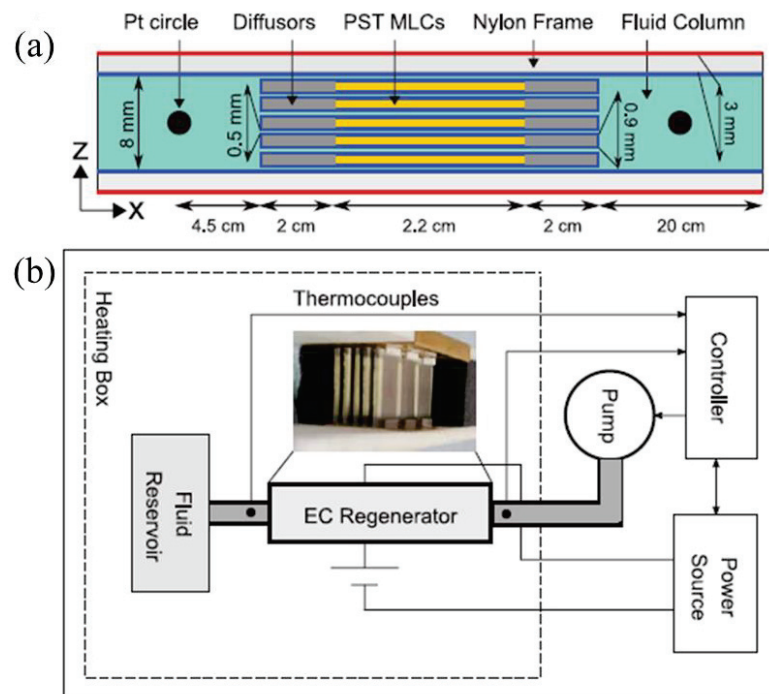 (a)
Pt circle Diffusors PST MLCs Nylon Frame Fluid Column
8 mm
0.5 mm
0.9 mm
3 mm
Z
X
4.5 cm 2 cm 2.2 cm 2 cm 20 cm
(b)
Heating Box
Thermocouples
Controller
Pump
Fluid
Reservoir
EC Regenerator
Power
Source